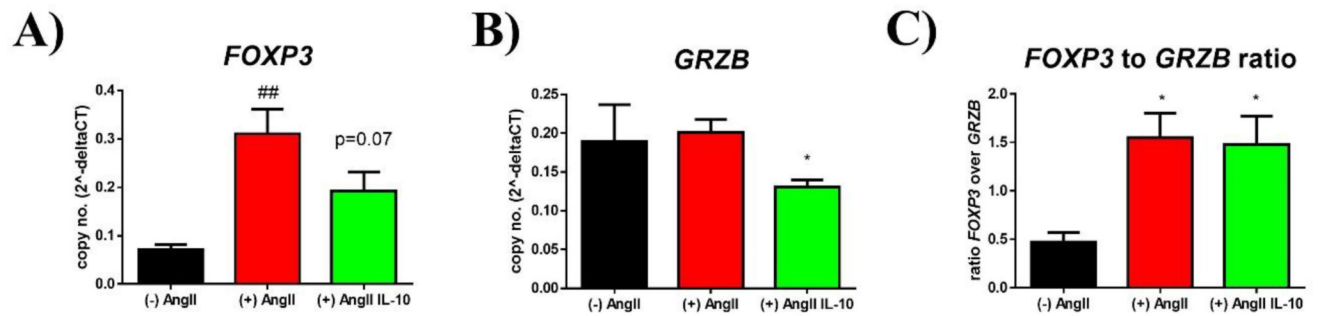 A)
FOXP3
copy no. (2^-deltaCT)
0.4
0.3
0.2
0.1
0.0
##
p=0.07
(-) AngII
(+) AngII
(+) AngII IL-10
B)
GRZB
copy no. (2^-deltaCT)
0.25
0.20
0.15
0.10
0.05
0.00
*
(-) AngII
(+) AngII
(+) AngII IL-10
C)
FOXP3 to GRZB ratio
ratio FOXP3 over GRZB
2.0
1.5
1.0
0.5
0.0
*
*
(-) AngII
(+) AngII
(+) AngII IL-10